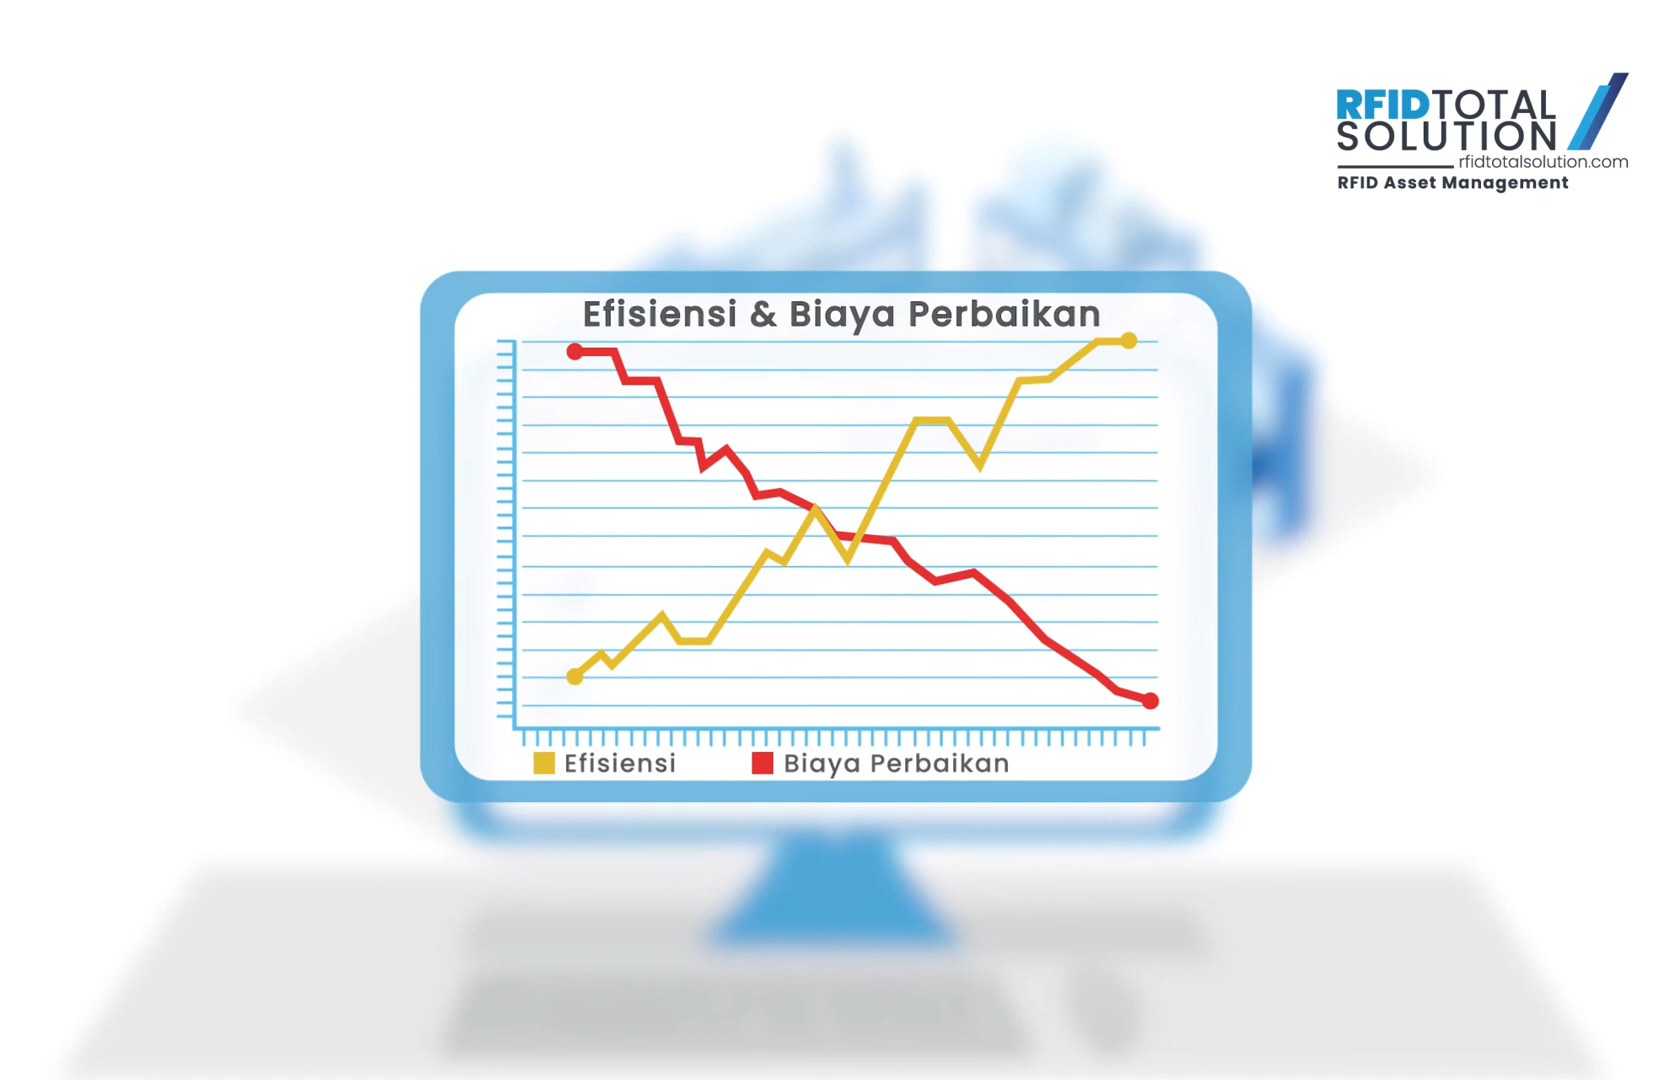 RFIDTOTAL
SOLUTION
rfidtotalsolution.com
RFID Asset Management
Efisiensi & Biaya Perbaikan
Efisiensi
Biaya Perbaikan